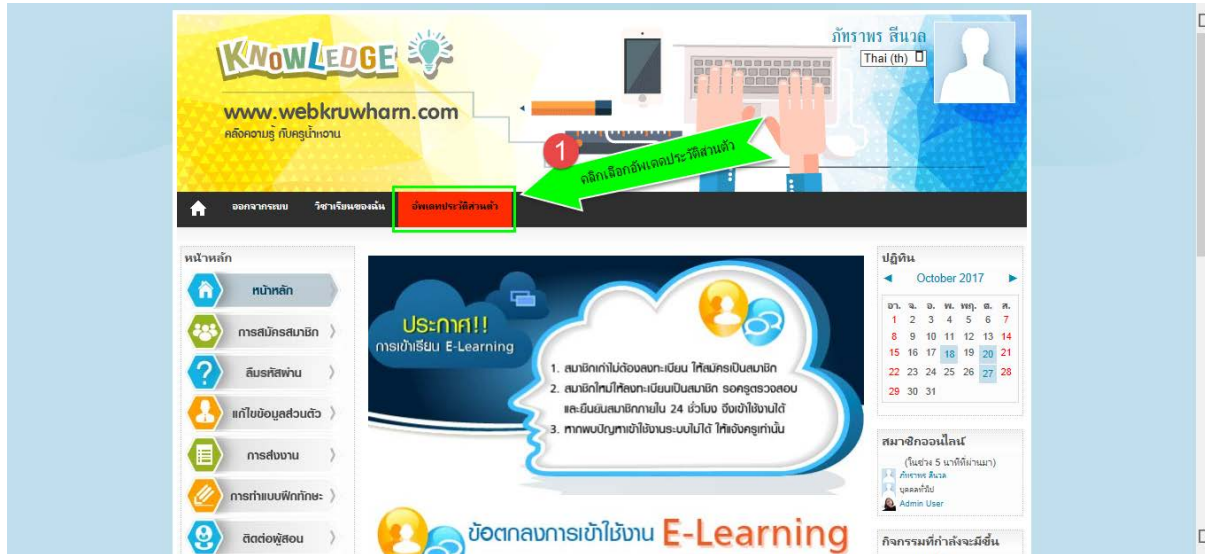 KNOWLEDGE
www.webkruwharn.com
คลังความรู้ กับครูน้ำหวาน
ภัทราพร สีนวล
Thai (th)
1
คลิกเลือกอัพเดตประวัติส่วนตัว
ออกจากระบบ วิชาเรียนของฉัน อัพเดทประวัติส่วนตัว
หน้าหลัก
หน้าหลัก
การสมัครสมาชิก
ลืมรหัสผ่าน
แก้ไขข้อมูลส่วนตัว
การส่งงาน
การทำแบบฝึกทักษะ
ติดต่อผู้สอน
ประกาศ!!
การเข้าเรียน E-Learning
1. สมาชิกเก่าไม่ต้องลงทะเบียน ให้สมัครเป็นสมาชิก
2. สมาชิกใหม่ให้ลงทะเบียนเป็นสมาชิก รอครูตรวจสอบ
และยืนยันสมาชิกภายใน 24 ชั่วโมง จึงเข้าใช้งานได้
3. หากพบปัญหาเข้าใช้งานระบบไม่ได้ ให้แจ้งครูเท่านั้น
ข้อตกลงการเข้าใช้งาน E-Learning
ปฏิทิน
October 2017
อา. จ. อ. พ. พฤ. ศ. ส.
1 2 3 4 5 6 7
8 9 10 11 12 13 14
15 16 17 18 19 20 21
22 23 24 25 26 27 28
29 30 31
สมาชิกออนไลน์
(ในช่วง 5 นาทีที่ผ่านมา)
ภัทราพร สีนวล
บุคคลทั่วไป
Admin User
กิจกรรมที่กำลังจะมีขึ้น